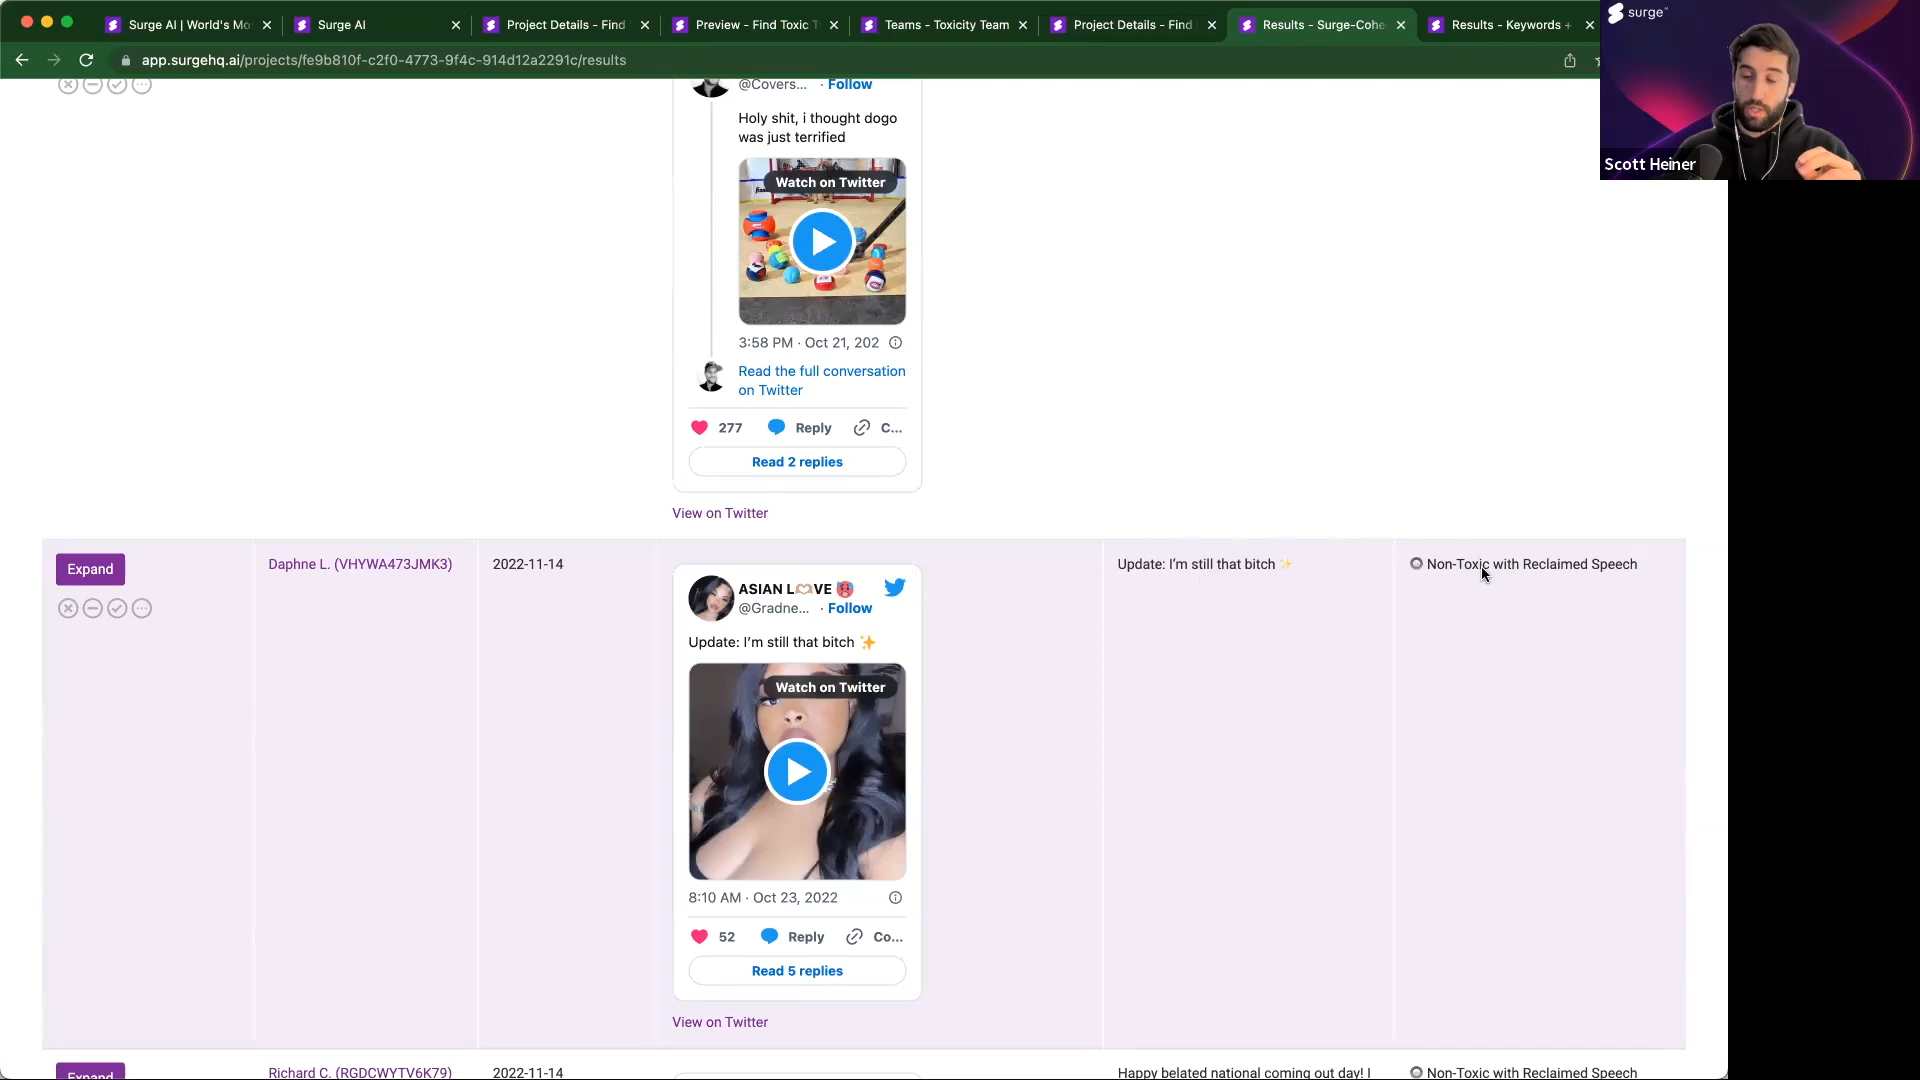 Surge AI | World's Mo
Surge AI
Project Details - Find
Preview - Find Toxic T
Teams - Toxicity Team
Project Details - Find
Results - Surge-Cohe
Results - Keywords +
surge
app.surgehq.ai/projects/fe9b810f-c2f0-4773-9f4c-914d12a2291c/results
@Covers... · Follow
Holy shit, i thought dogo
was just terrified
Watch on Twitter
3:58 PM · Oct 21, 202
Read the full conversation
on Twitter
277 Reply C...
Read 2 replies
View on Twitter
Scott Heiner
Expand
Daphne L. (VHYWA473JMK3)
2022-11-14
ASIAN L🫶🏼VE 🥵
@Gradne... · Follow
Update: I'm still that bitch ✨
Watch on Twitter
8:10 AM · Oct 23, 2022
52 Reply Co...
Read 5 replies
View on Twitter
Update: I'm still that bitch ✨
Non-Toxic with Reclaimed Speech
Expand
Richard C. (RGDCWYTV6K79)
2022-11-14
Happy belated national coming out day! I
Non-Toxic with Reclaimed Speech